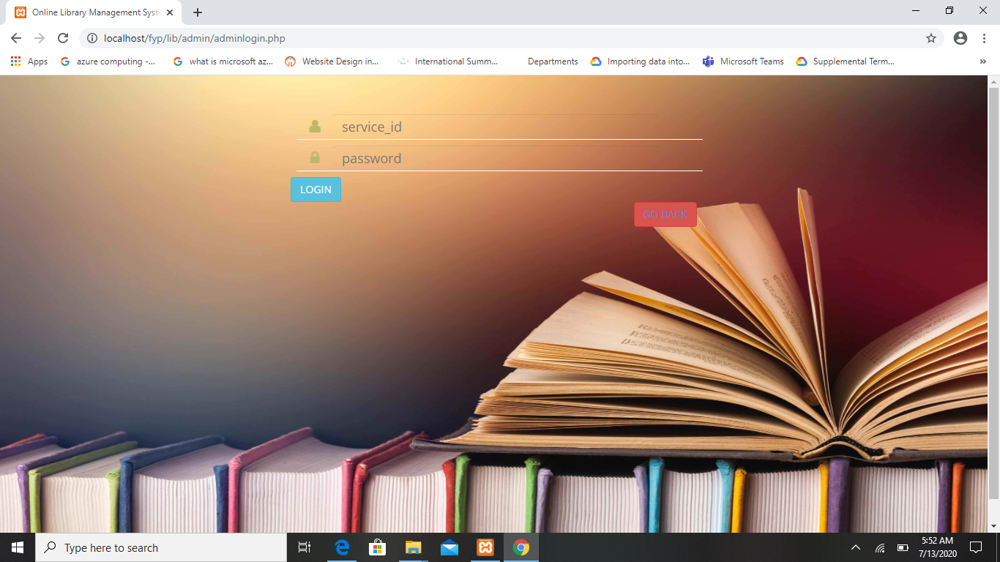 Online Library Management Syst
localhost/fyp/lib/admin/adminlogin.php
Apps
azure computing -...
what is microsoft az...
Website Design in...
International Summ...
Departments
Importing data into...
Microsoft Teams
Supplemental Term...
»
service_id
password
LOGIN
GO BACK
Type here to search
5:52 AM
7/13/2020